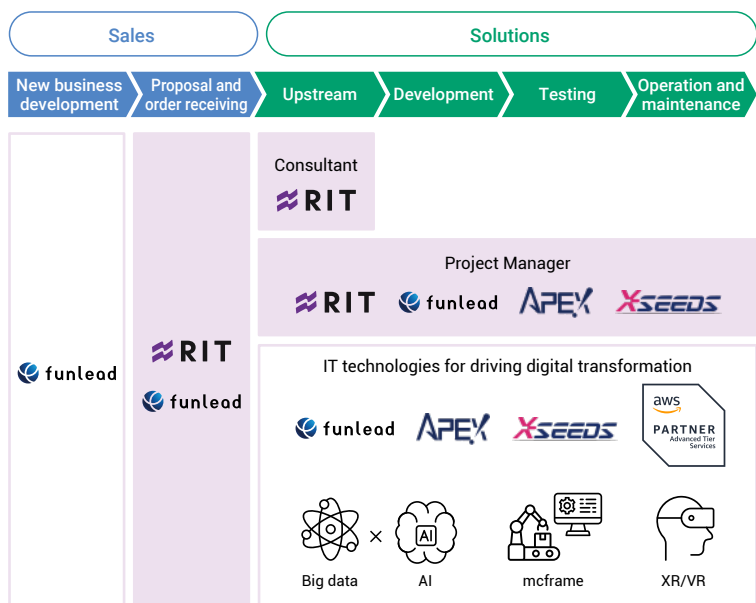 Sales
Solutions
New business
development
Proposal and
order receiving
Upstream
Development
Testing
Operation and
maintenance
Consultant
RIT
Project Manager
RIT
funlead
APEX
XSEEDS
funlead
RIT
funlead
IT technologies for driving digital transformation
funlead
APEX
XSEEDS
aws
PARTNER
Advanced Tier
Services
AI
×
Big data
AI
mcframe
XR/VR